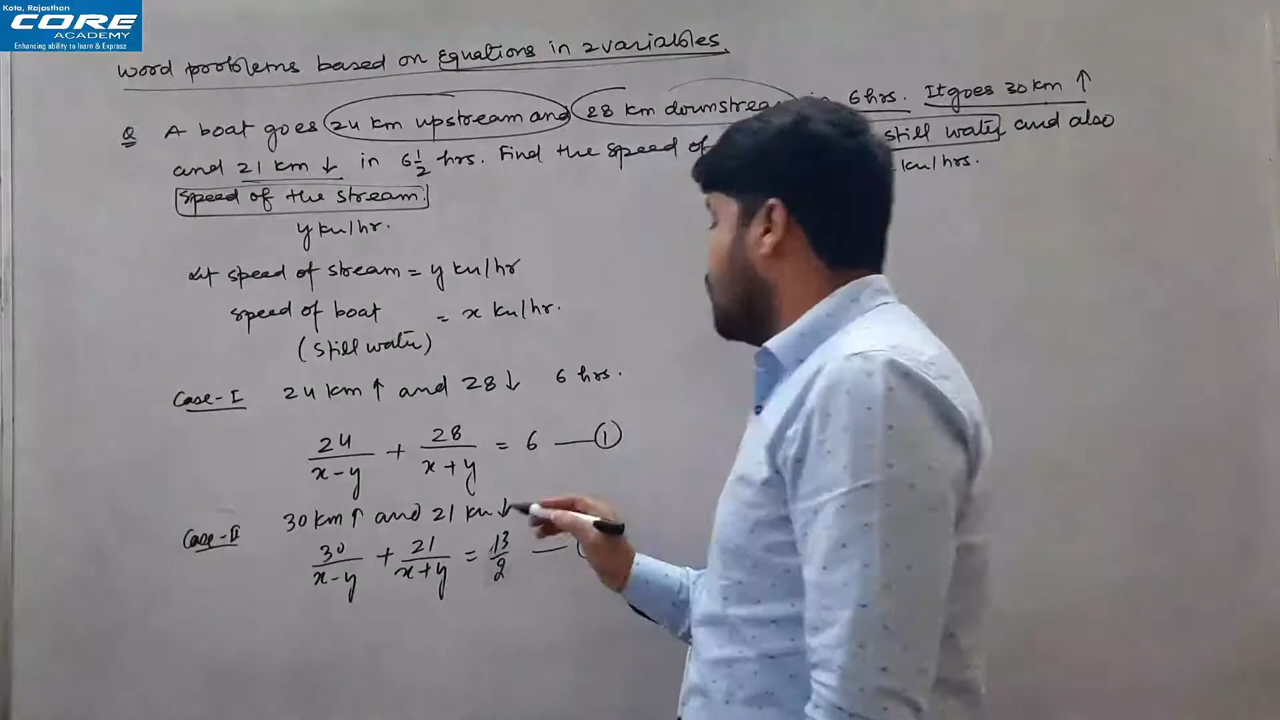 Kota, Rajasthan
CORE
ACADEMY
Enhancing ability to learn & Express
Word problems based on Equations in 2 variables.
Q A boat goes 24 km upstream and 28 km downstream in 6 hrs. It goes 30 km ↑
and 21 km ↓ in 6 1/2 hrs. Find the speed of still water and also
km/hrs.
speed of the stream.
y km/hr.
Let speed of stream = y km/hr
speed of boat = x km/hr.
(still water)
Case-I 24 km ↑ and 28 ↓ 6 hrs.
24/(x-y) + 28/(x+y) = 6 — ①
Case-II 30 km ↑ and 21 km ↓
30/(x-y) + 21/(x+y) = 13/2 —